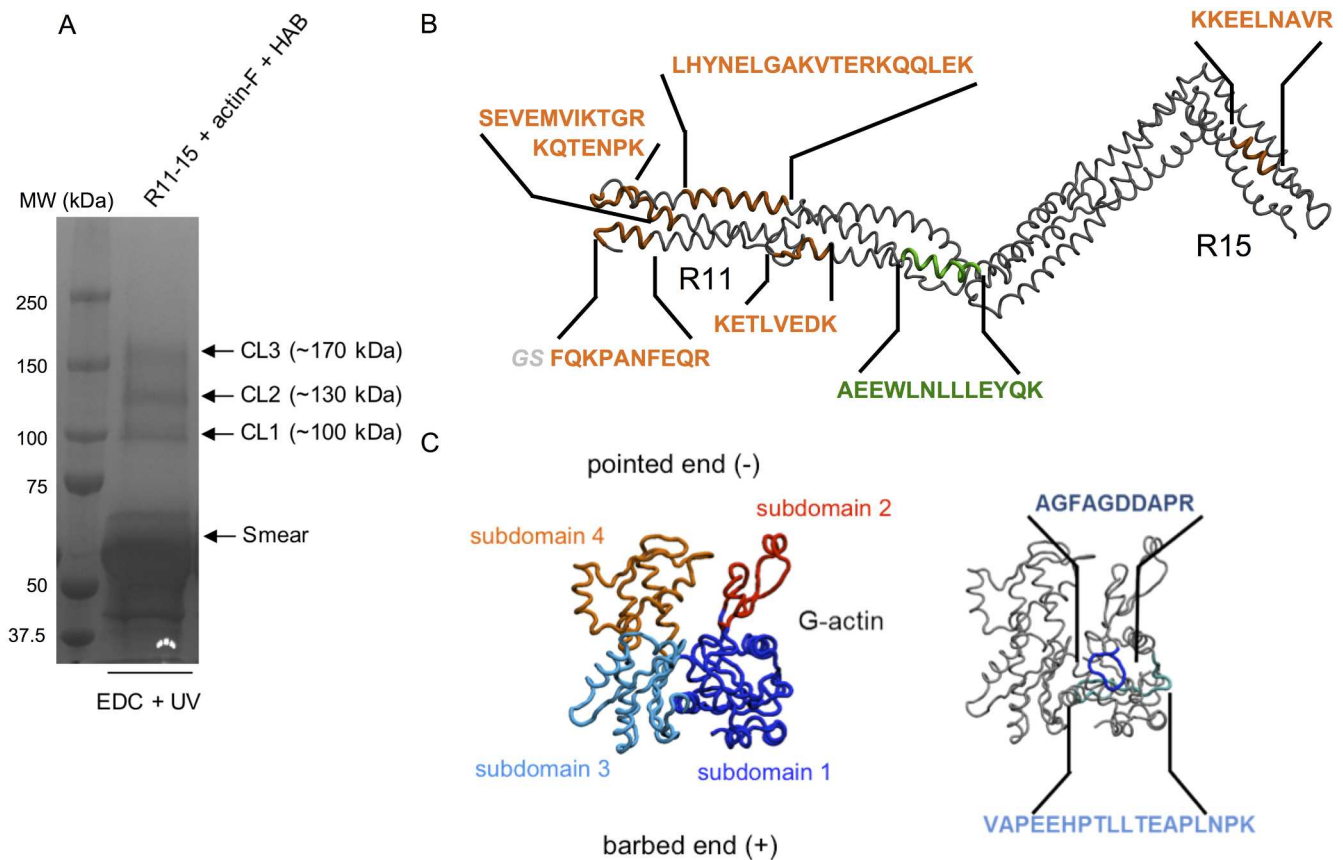 A
R11-15 + actin-F + HAB
MW (kDa)
250
150
100
75
50
37.5
CL3 (~170 kDa)
CL2 (~130 kDa)
CL1 (~100 kDa)
Smear
EDC + UV
B
KKEELNAVR
LHYNELGAKVTERKQQLEK
SEVEMVIKTGR
KQTENPK
R11
R15
KETLVEDK
GS FQKPANFEQR
AEEWLNLLLEYQK
C
pointed end (-)
subdomain 2
subdomain 4
G-actin
subdomain 3
subdomain 1
barbed end (+)
AGFAGDDAPR
VAPEEHPTLLTEAPLNPK